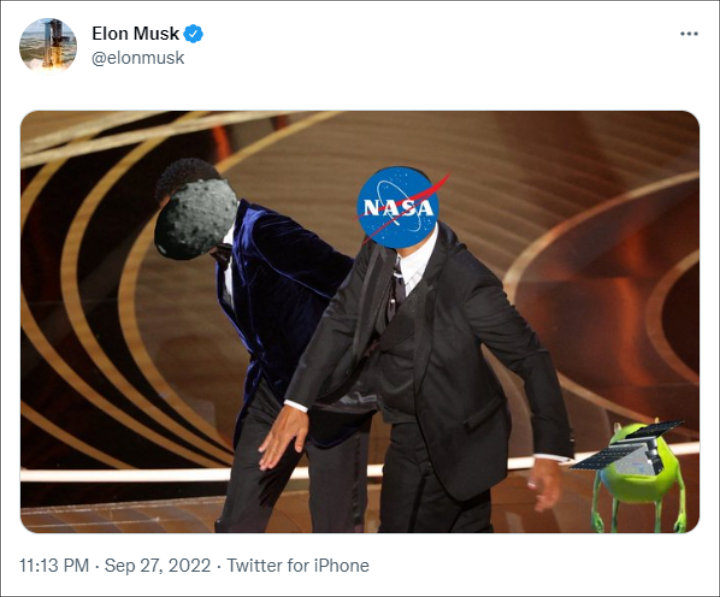 Elon Musk
@elonmusk
NASA
11:13 PM · Sep 27, 2022 · Twitter for iPhone